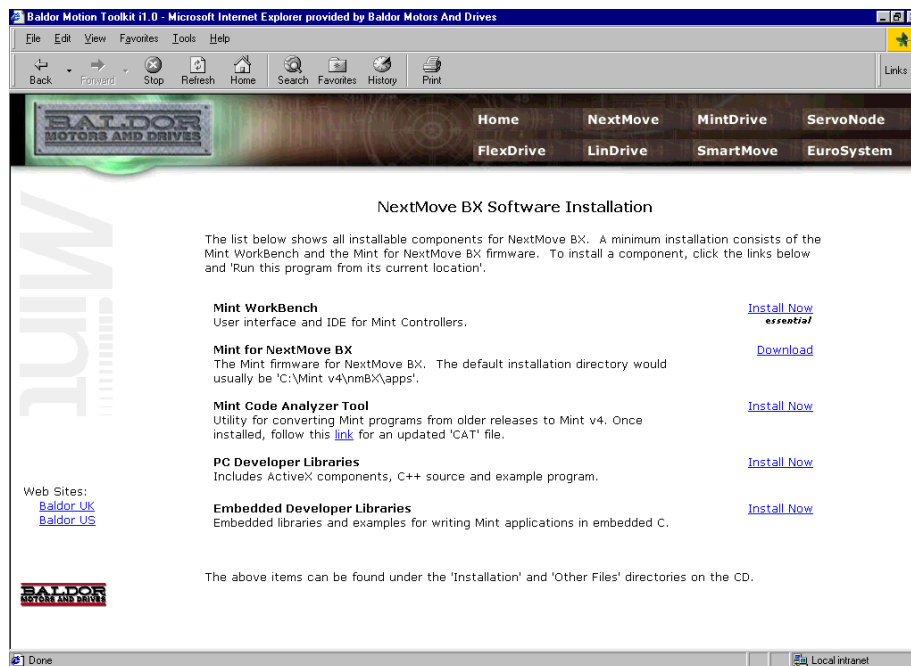 Baldor Motion Toolkit i1.0 - Microsoft Internet Explorer provided by Baldor Motors And Drives
File Edit View Favorites Tools Help
Back Forward Stop Refresh Home Search Favorites History Print Links
BALDOR
MOTORS AND DRIVES
Home NextMove MintDrive ServoNode
FlexDrive LinDrive SmartMove EuroSystem
Mint
NextMove BX Software Installation
The list below shows all installable components for NextMove BX. A minimum installation consists of the
Mint WorkBench and the Mint for NextMove BX firmware. To install a component, click the links below
and 'Run this program from its current location'.
Mint WorkBench Install Now
User interface and IDE for Mint Controllers. essential
Mint for NextMove BX Download
The Mint firmware for NextMove BX. The default installation directory would
usually be 'C:\Mint v4\nmBX\apps'.
Mint Code Analyzer Tool Install Now
Utility for converting Mint programs from older releases to Mint v4. Once
installed, follow this link for an updated 'CAT' file.
PC Developer Libraries Install Now
Includes ActiveX components, C++ source and example program.
Web Sites:
Baldor UK
Baldor US
Embedded Developer Libraries Install Now
Embedded libraries and examples for writing Mint applications in embedded C.
The above items can be found under the 'Installation' and 'Other Files' directories on the CD.
BALDOR
MOTORS AND DRIVES
Done Local intranet